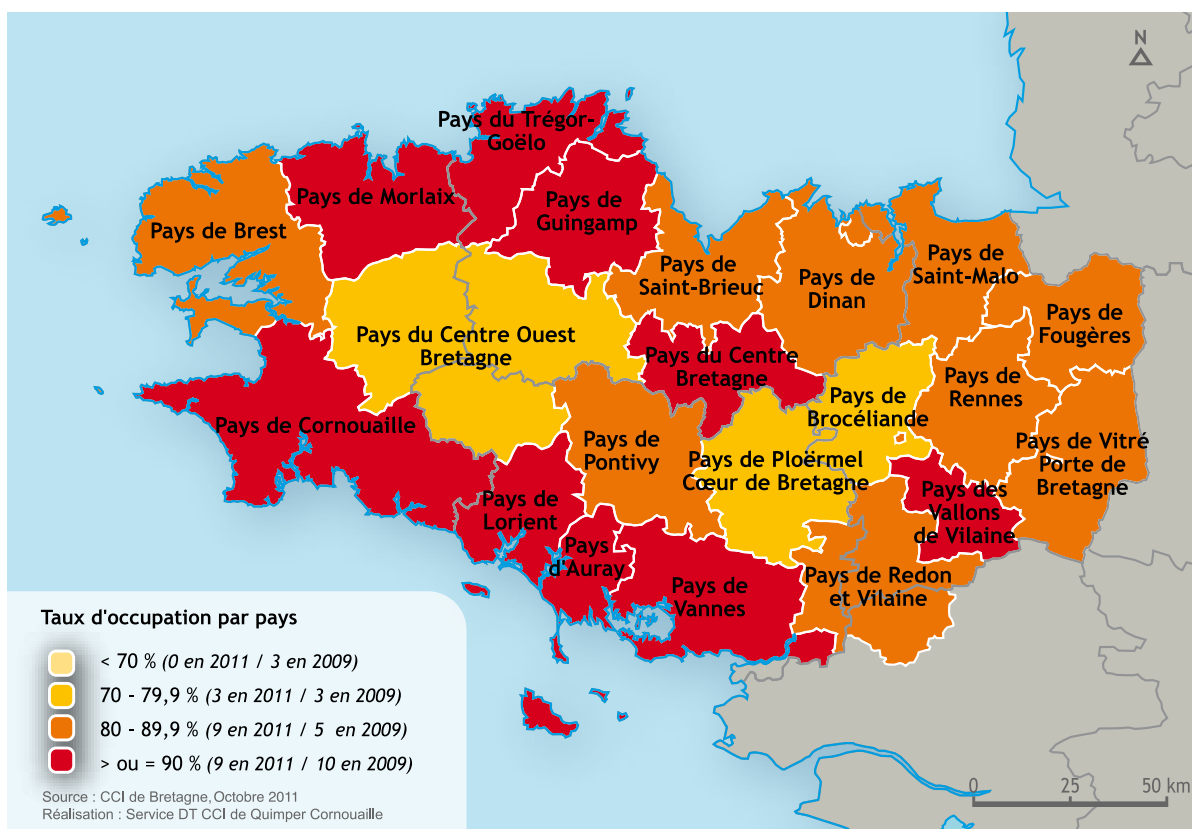 N
Pays du Trégor-
Goëlo
Pays de Morlaix
Pays de
Guingamp
Pays de Brest
Pays de
Saint-Brieuc
Pays de
Dinan
Pays de
Saint-Malo
Pays de
Fougères
Pays du Centre Ouest
Bretagne
Pays du Centre
Bretagne
Pays de
Rennes
Pays de
Brocéliande
Pays de Cornouaille
Pays de
Pontivy
Pays de Ploërmel
Cœur de Bretagne
Pays de Vitré
Porte de
Bretagne
Pays des
Vallons
de Vilaine
Pays de
Lorient
Pays
d'Auray
Pays de
Vannes
Pays de Redon
et Vilaine
Taux d'occupation par pays
< 70 % (0 en 2011 / 3 en 2009)
70 - 79,9 % (3 en 2011 / 3 en 2009)
80 - 89,9 % (9 en 2011 / 5 en 2009)
> ou = 90 % (9 en 2011 / 10 en 2009)
Source : CCI de Bretagne, Octobre 2011
Réalisation : Service DT CCI de Quimper Cornouaille
0 25 50 km